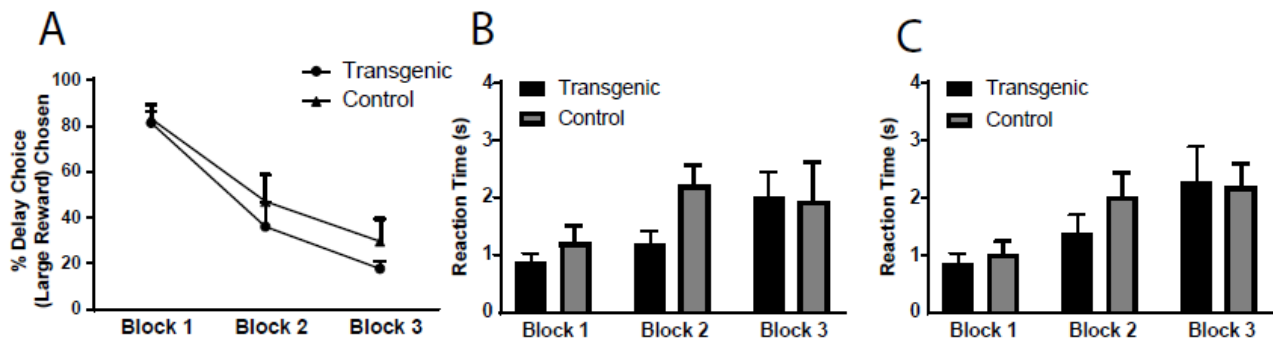 A
% Delay Choice
(Large Reward) Chosen
100
80
60
40
20
0
Transgenic
Control
Block 1 Block 2 Block 3
B
Reaction Time (s)
4
3
2
1
0
Transgenic
Control
Block 1 Block 2 Block 3
C
Reaction Time (s)
4
3
2
1
0
Transgenic
Control
Block 1 Block 2 Block 3